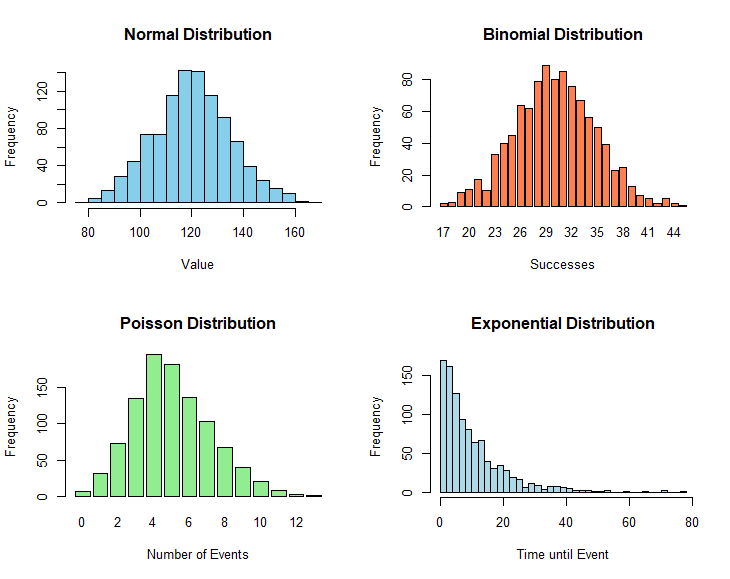 Normal Distribution
Frequency
0 40 80 120
80 100 120 140 160
Value
Binomial Distribution
Frequency
0 20 40 60 80
17 20 23 26 29 32 35 38 41 44
Successes
Poisson Distribution
Frequency
0 50 100 150
0 2 4 6 8 10 12
Number of Events
Exponential Distribution
Frequency
0 50 100 150
0 20 40 60 80
Time until Event